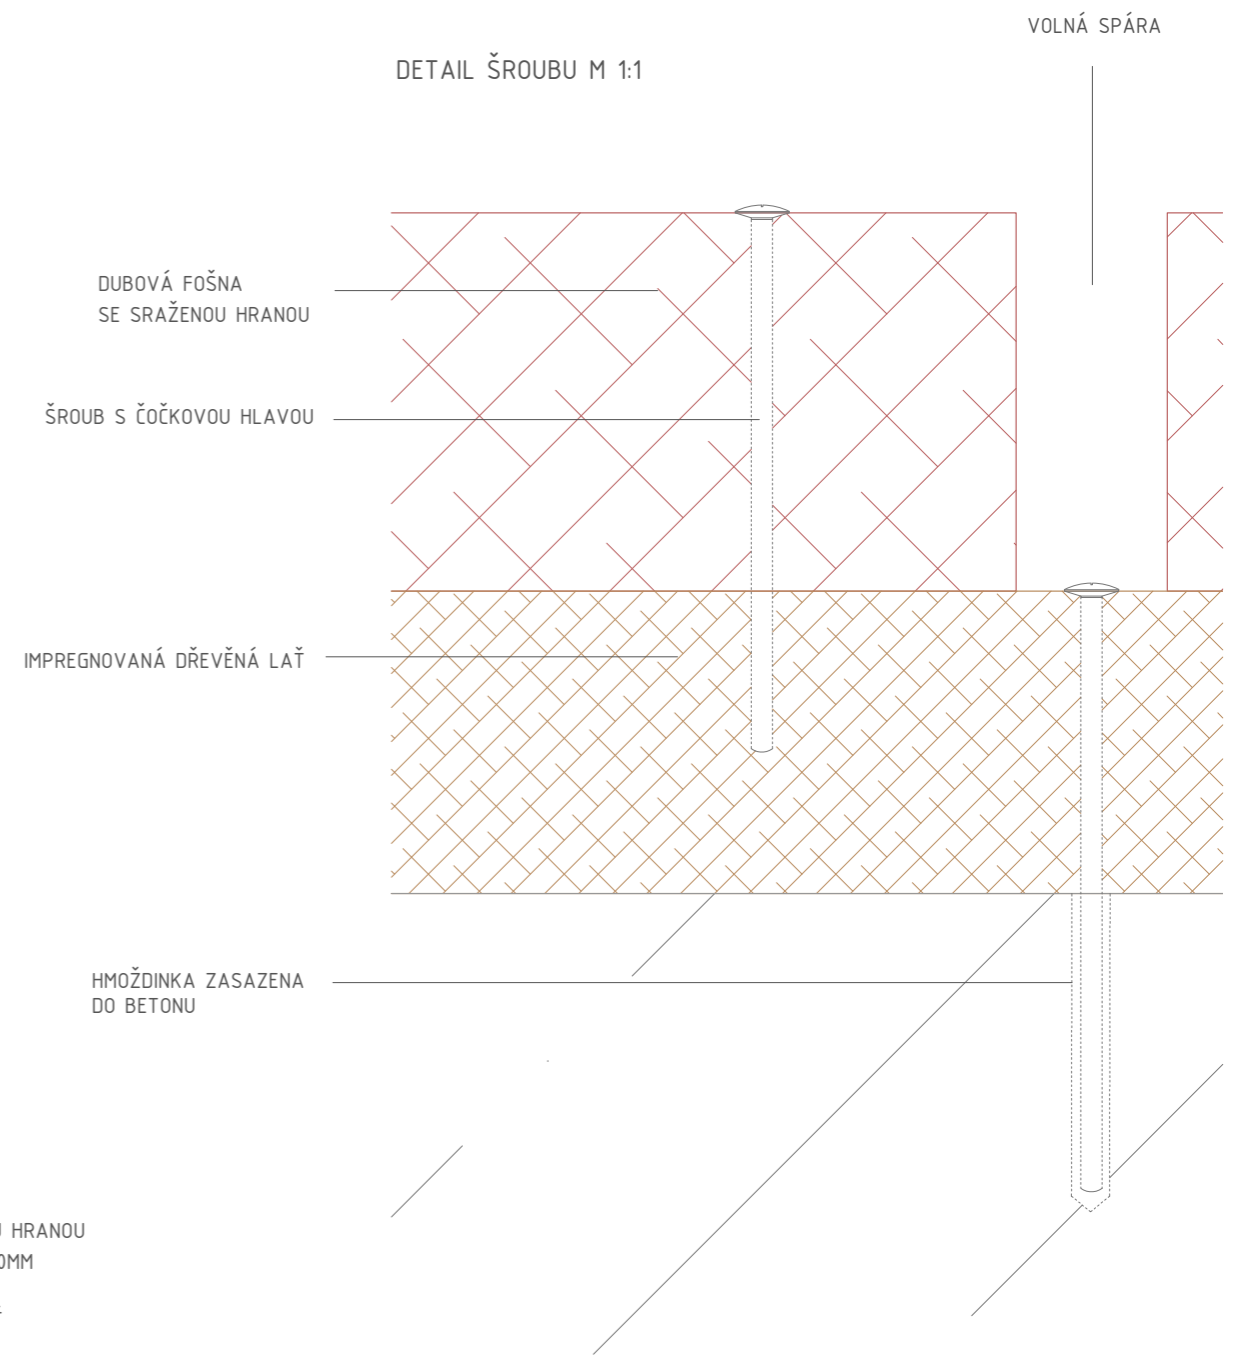 VOLNÁ SPÁRA
DETAIL ŠROUBU M 1:1
DUBOVÁ FOŠNA
SE SRAŽENOU HRANOU
ŠROUB S ČOČKOVOU HLAVOU
IMPREGNOVANÁ DŘEVĚNÁ LAŤ
HMOŽDINKA ZASAZENA
DO BETONU
HRANOU
0MM